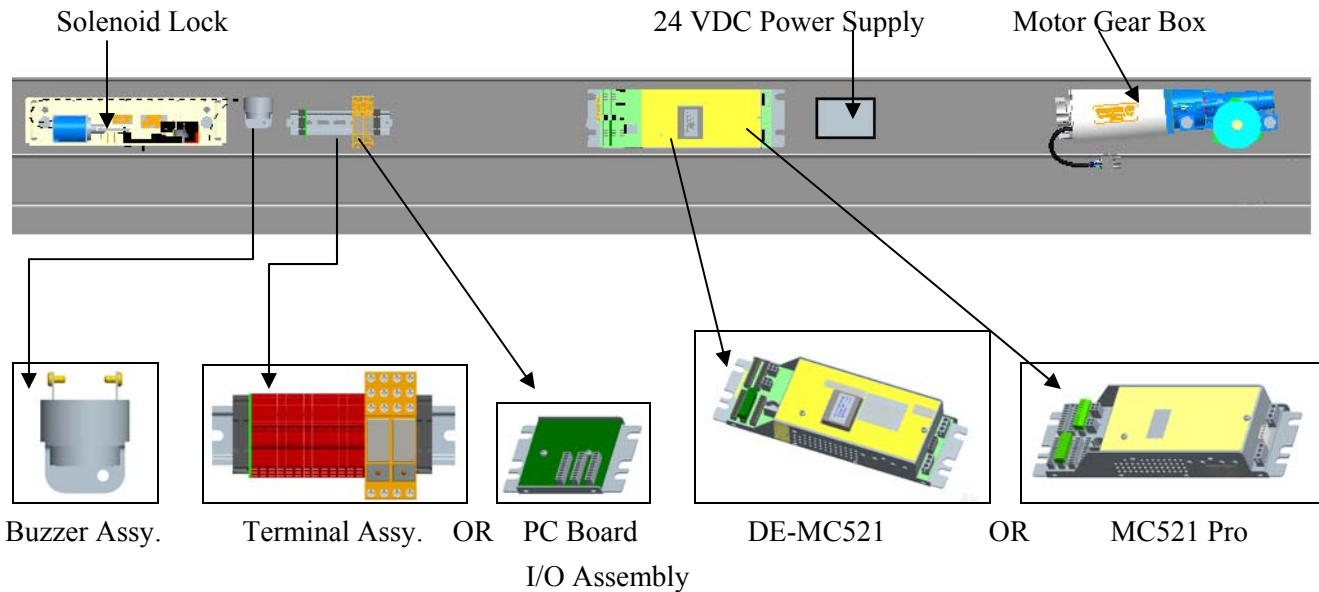 Solenoid Lock 24 VDC Power Supply Motor Gear Box
Buzzer Assy. Terminal Assy. OR PC Board DE-MC521 OR MC521 Pro
I/O Assembly